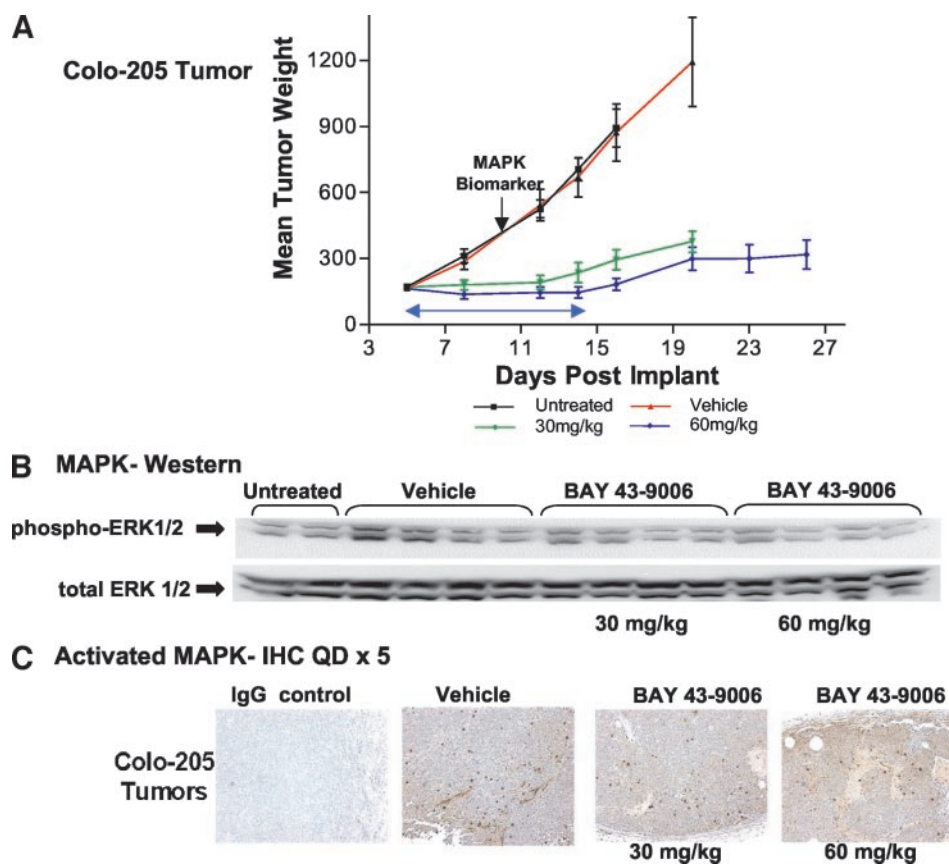 A
Colo-205 Tumor
Mean Tumor Weight
1200
900
600
300
0
MAPK
Biomarker
3 7 11 15 19 23 27
Days Post Implant
Untreated Vehicle
30mg/kg 60mg/kg
B MAPK- Western
Untreated Vehicle BAY 43-9006 BAY 43-9006
phospho-ERK1/2
total ERK 1/2
30 mg/kg 60 mg/kg
C Activated MAPK- IHC QD x 5
IgG control Vehicle BAY 43-9006 BAY 43-9006
Colo-205
Tumors
30 mg/kg 60 mg/kg